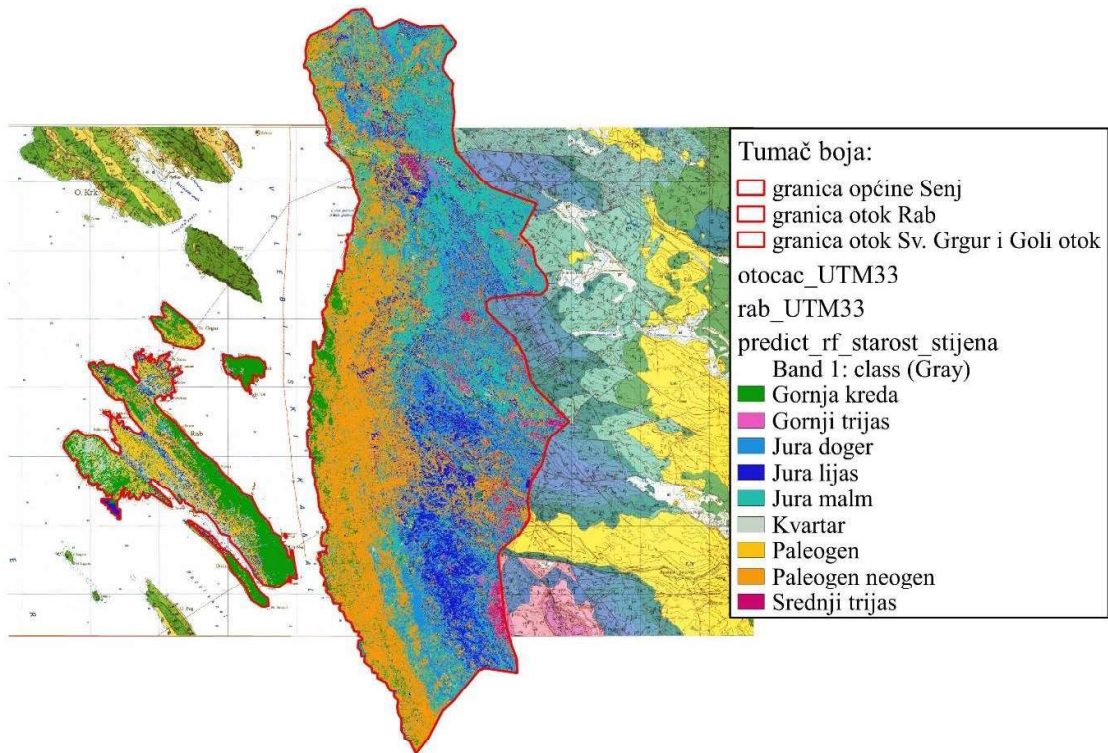 O. Krk
Rab
Tumač boja:
granica općine Senj
granica otok Rab
granica otok Sv. Grgur i Goli otok
otocac_UTM33
rab_UTM33
predict_rf_starost_stijena
Band 1: class (Gray)
Gornja kreda
Gornji trijas
Jura doger
Jura lijas
Jura malm
Kvartar
Paleogen
Paleogen neogen
Srednji trijas